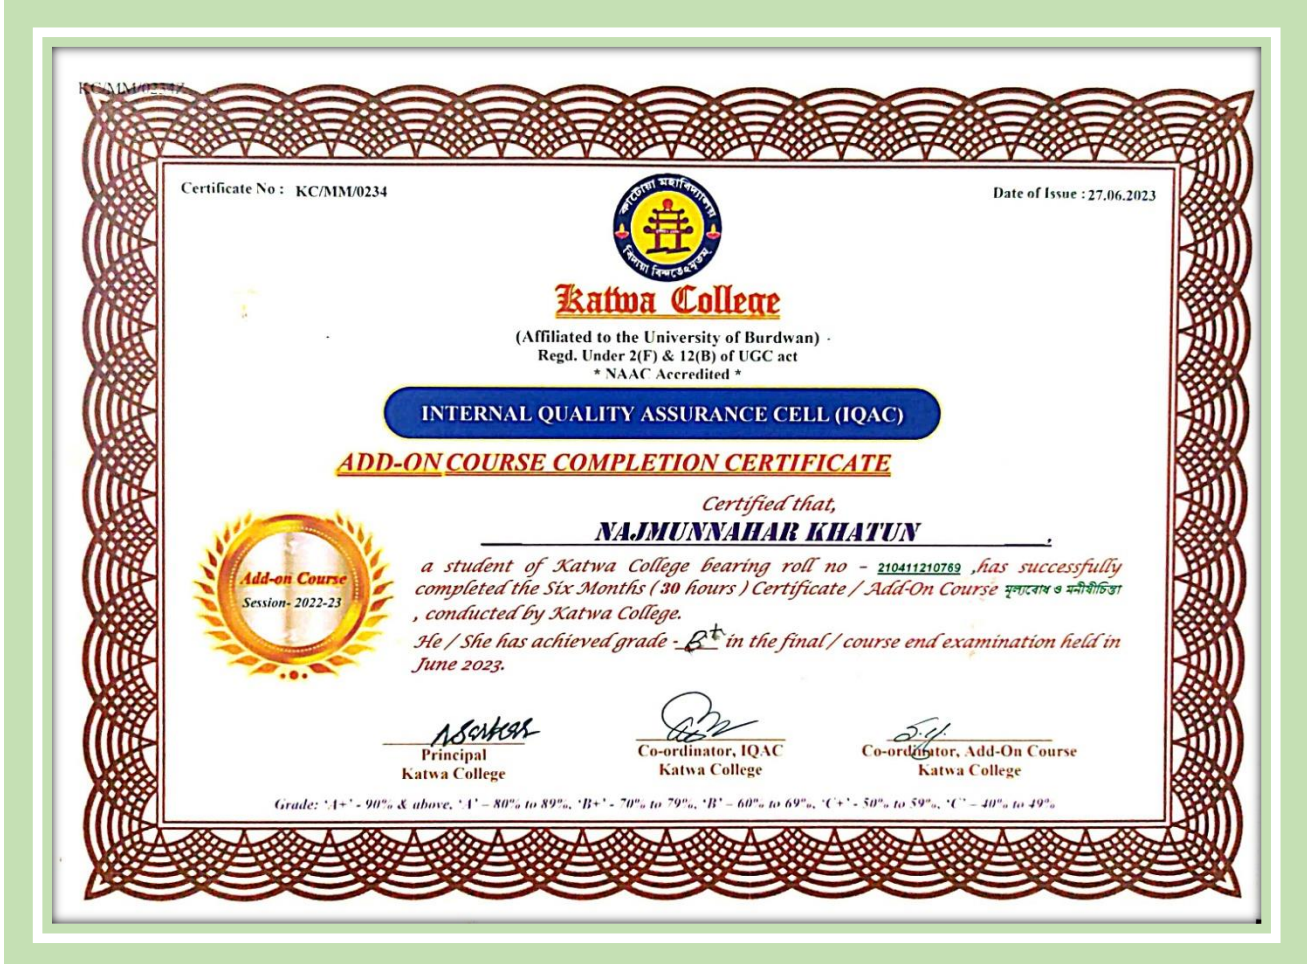 KC/MM/0234
Certificate No : KC/MM/0234
Date of Issue : 27.06.2023
কাটোয়া মহাবিদ্যালয়
Katwa College
(Affiliated to the University of Burdwan)
Regd. Under 2(F) & 12(B) of UGC act
* NAAC Accredited *
INTERNAL QUALITY ASSURANCE CELL (IQAC)
ADD-ON COURSE COMPLETION CERTIFICATE
Certified that,
NAJMUNNAHAR KHATUN ,
a student of Katwa College bearing roll no - 210411210769 ,has successfully
completed the Six Months ( 30 hours ) Certificate / Add-On Course মূল্যবোধ ও মনীষীচিন্তা
, conducted by Katwa College.
He / She has achieved grade - B+ in the final / course end examination held in
June 2023.
Add-on Course
Session- 2022-23
Principal
Katwa College
Co-ordinator, IQAC
Katwa College
Co-ordinator, Add-On Course
Katwa College
Grade: 'A+' - 90% & above, 'A' – 80% to 89%, 'B+' - 70% to 79%, 'B' – 60% to 69%, 'C+' - 50% to 59%, 'C' – 40% to 49%